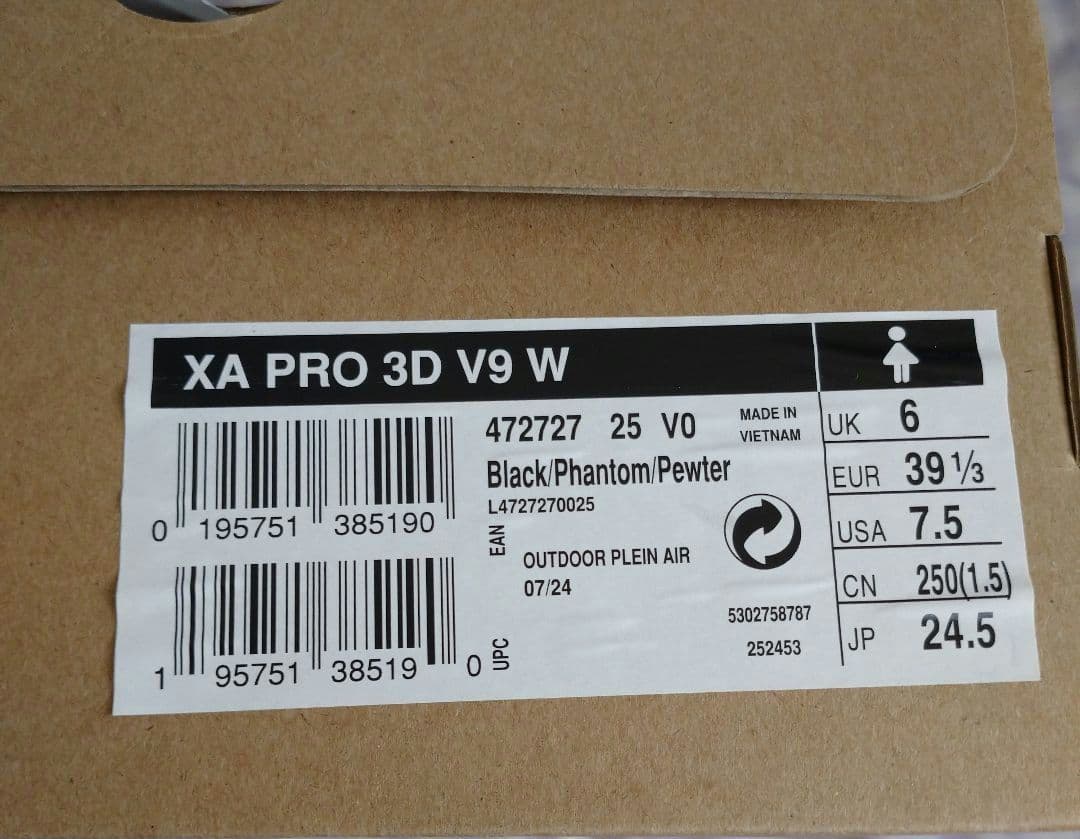 XA PRO 3D V9 W
472727 25 V0
MADE IN
VIETNAM
Black/Phantom/Pewter
L4727270025
0 195751 385190
EAN
OUTDOOR PLEIN AIR
07/24
1 95751 38519 0
UPC
5302758787
252453
UK 6
EUR 39 1/3
USA 7.5
CN 250(1.5)
JP 24.5